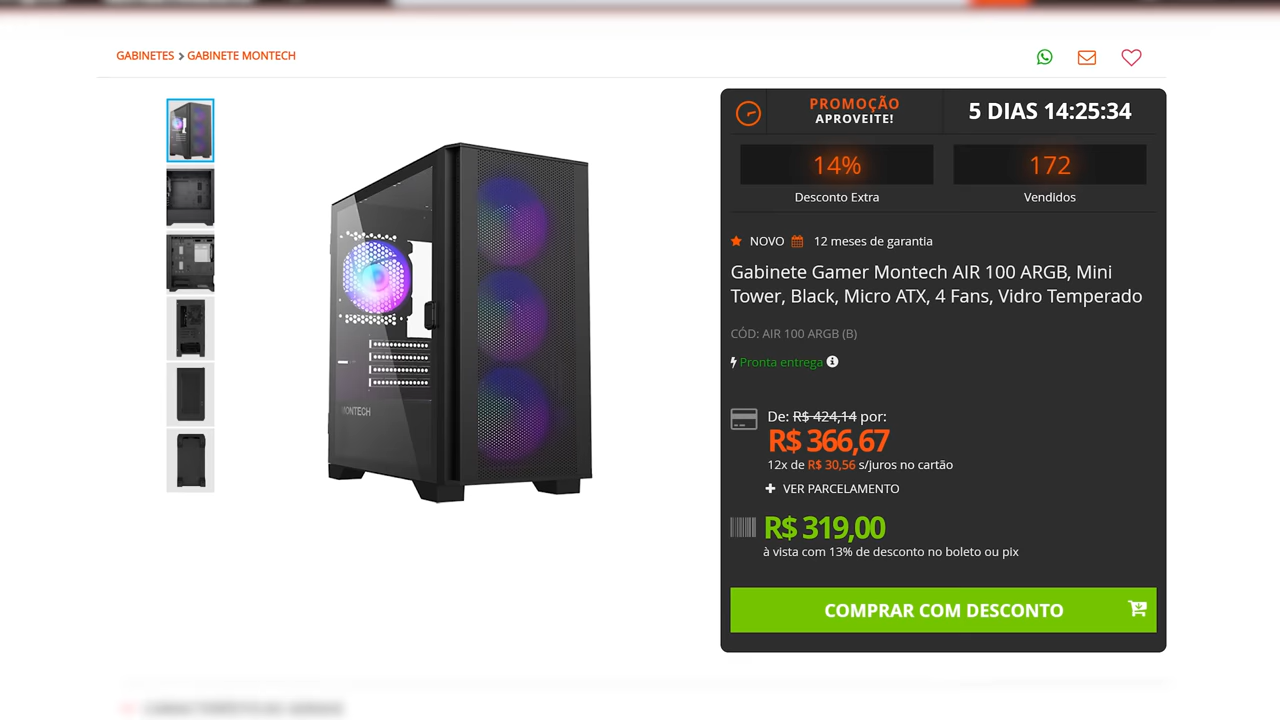 GABINETES > GABINETE MONTECH
PROMOÇÃO
APROVEITE!
5 DIAS 14:25:34
14%
Desconto Extra
172
Vendidos
NOVO 12 meses de garantia
Gabinete Gamer Montech AIR 100 ARGB, Mini
Tower, Black, Micro ATX, 4 Fans, Vidro Temperado
CÓD: AIR 100 ARGB (B)
Pronta entrega
De: R$ 424,14 por:
R$ 366,67
12x de R$ 30,56 s/juros no cartão
+ VER PARCELAMENTO
R$ 319,00
à vista com 13% de desconto no boleto ou pix
COMPRAR COM DESCONTO
MONTECH